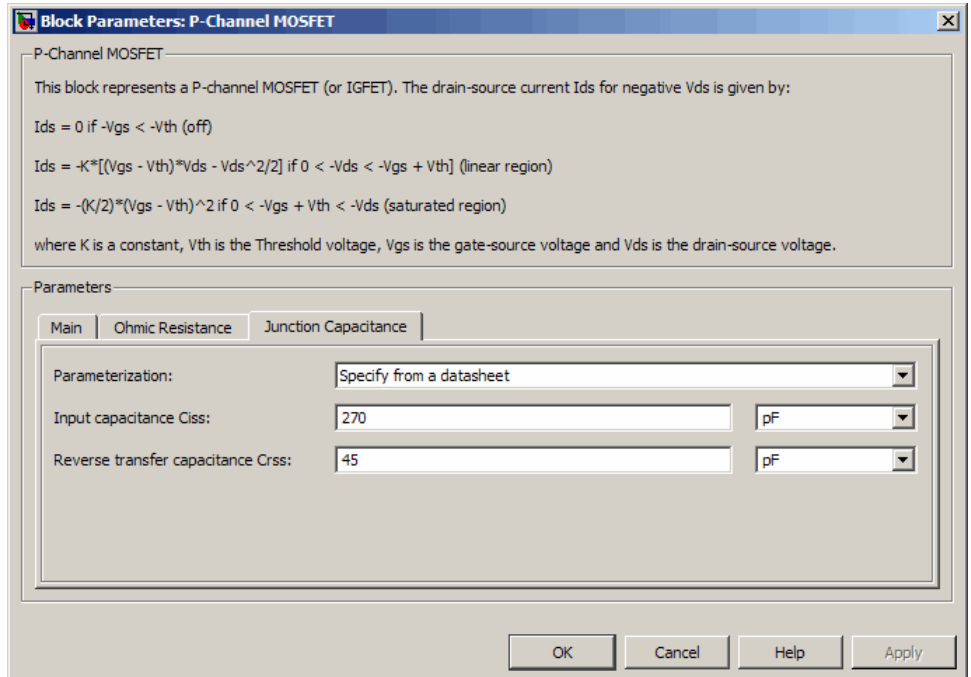 Block Parameters: P-Channel MOSFET
P-Channel MOSFET
This block represents a P-channel MOSFET (or IGFET). The drain-source current Ids for negative Vds is given by:
Ids = 0 if -Vgs < -Vth (off)
Ids = -K*[(Vgs - Vth)*Vds - Vds^2/2] if 0 < -Vds < -Vgs + Vth] (linear region)
Ids = -(K/2)*(Vgs - Vth)^2 if 0 < -Vgs + Vth < -Vds (saturated region)
where K is a constant, Vth is the Threshold voltage, Vgs is the gate-source voltage and Vds is the drain-source voltage.
Parameters
Main Ohmic Resistance Junction Capacitance
Parameterization: Specify from a datasheet
Input capacitance Ciss: 270 pF
Reverse transfer capacitance Crss: 45 pF
OK Cancel Help Apply